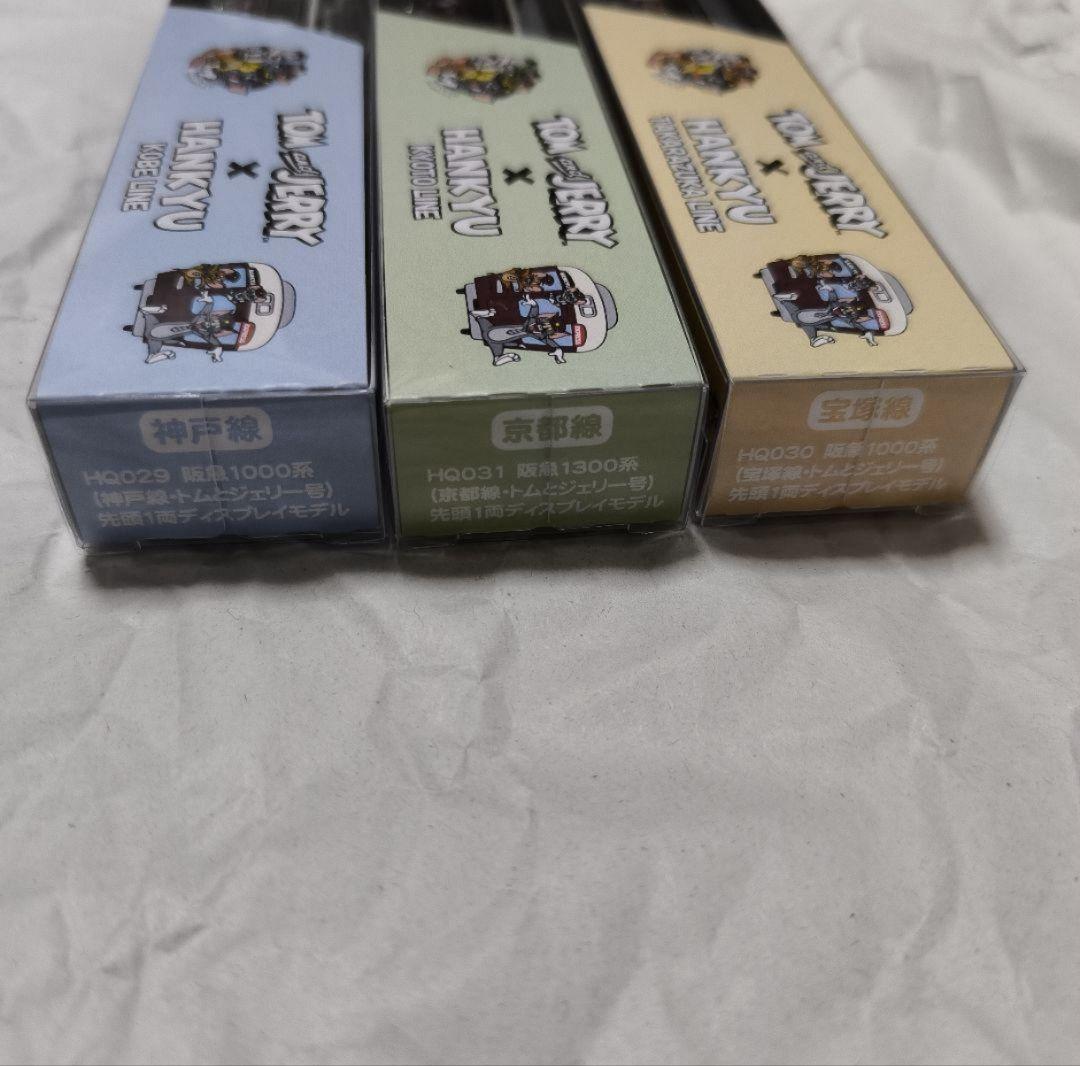 TOM and JERRY
×
HANKYU
KOBE LINE
神戸線
HQ029 阪急1000系
(神戸線・トムとジェリー号)
先頭1両ディスプレイモデル
TOM and JERRY
×
HANKYU
KYOTO LINE
京都線
HQ031 阪急1300系
(京都線・トムとジェリー号)
先頭1両ディスプレイモデル
TOM and JERRY
×
HANKYU
TAKARAZUKA LINE
宝塚線
HQ030 阪急1000系
(宝塚線・トムとジェリー号)
先頭1両ディスプレイモデル